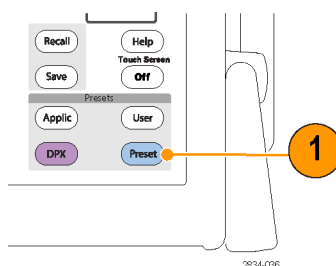 Recall Help
Touch Screen
Save Off
Presets
Applic User
DPX Preset
1
2834-036